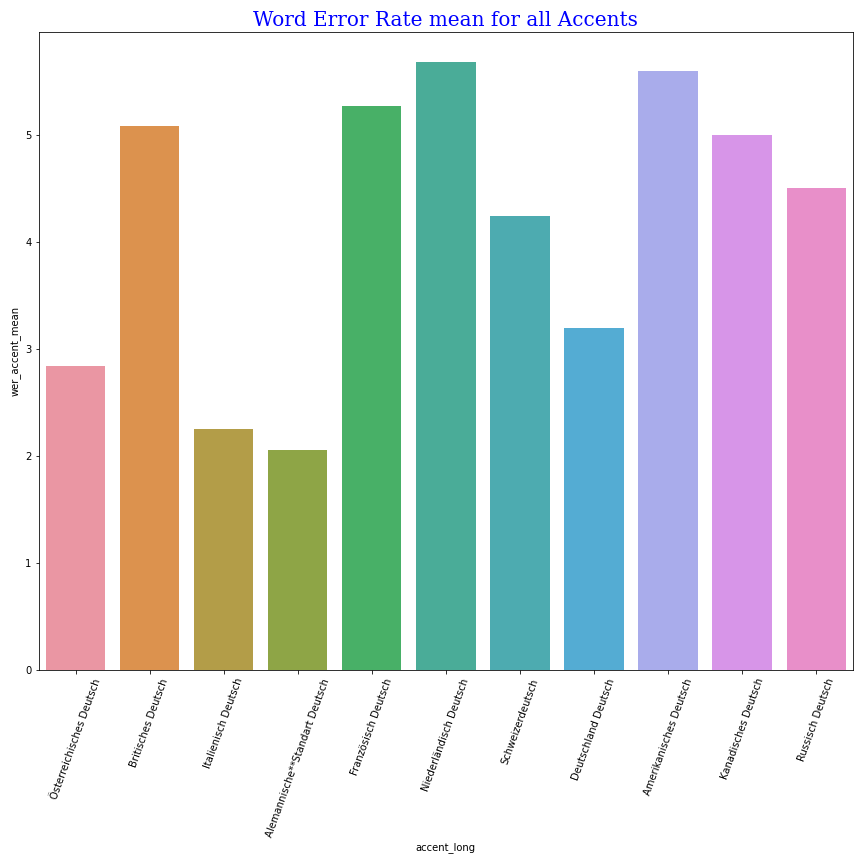 Word Error Rate mean for all Accents
wer_accent_mean
5
4
3
2
1
0
Österreichisches Deutsch
Britisches Deutsch
Italienisch Deutsch
Alemannische**Standart Deutsch
Französisch Deutsch
Niederländisch Deutsch
Schweizerdeutsch
Deutschland Deutsch
Amerikanisches Deutsch
Kanadisches Deutsch
Russisch Deutsch
accent_long